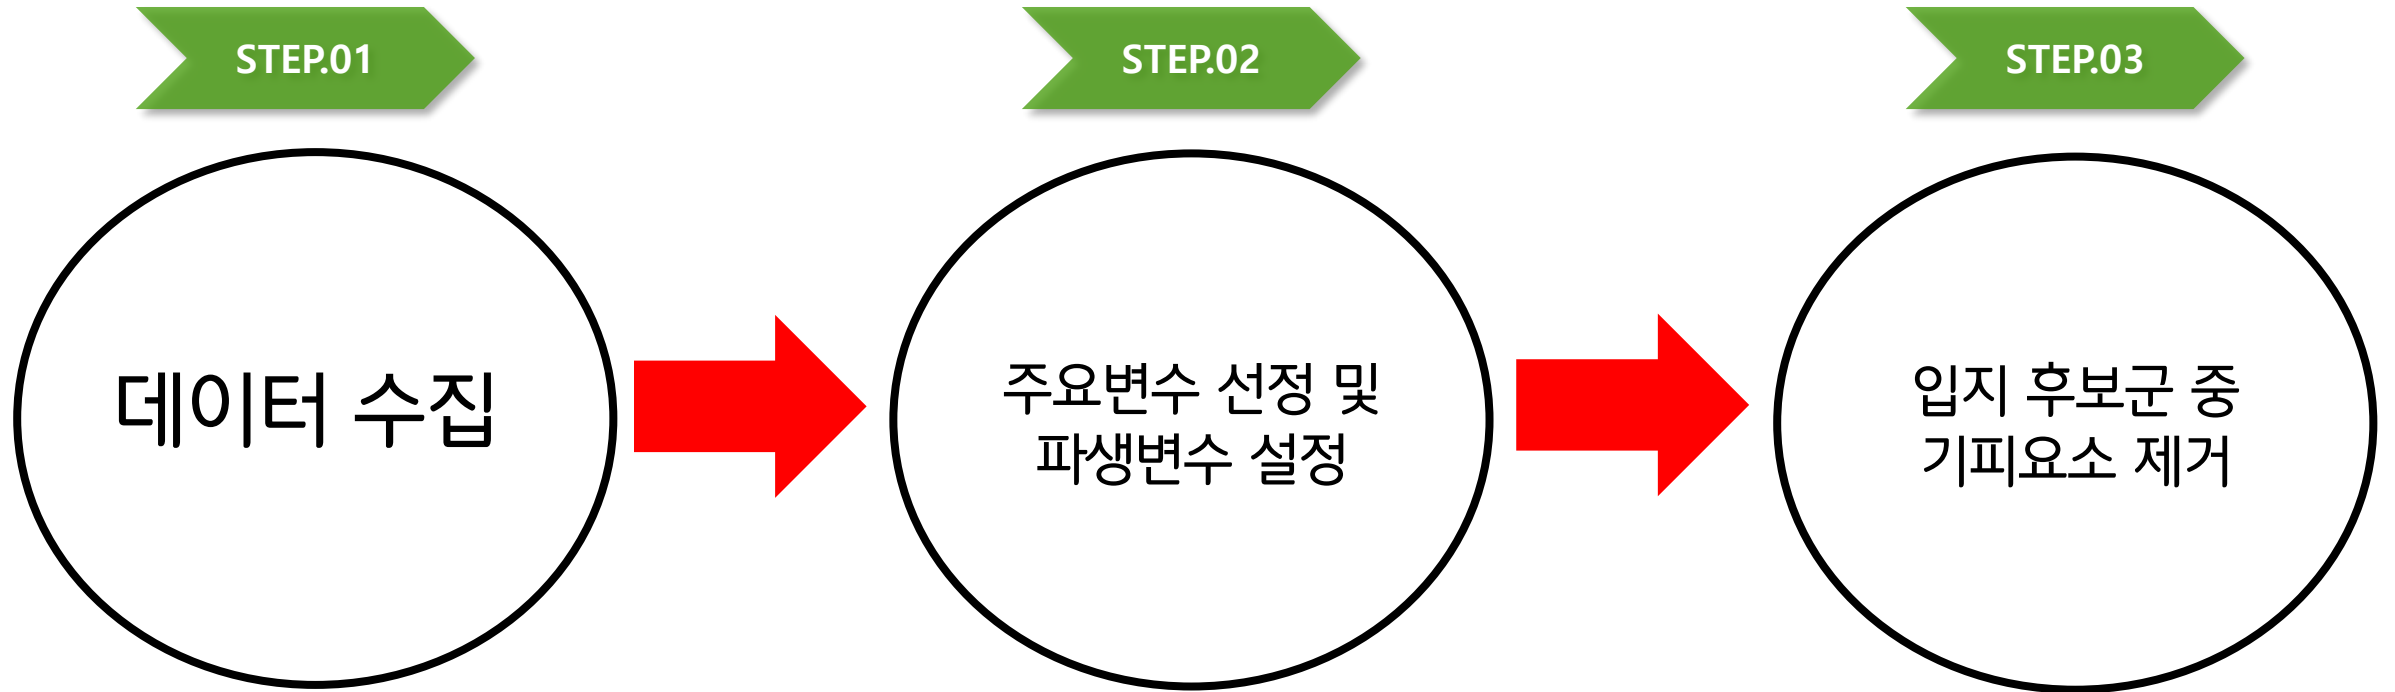 STEP.01
데이터 수집
STEP.02
주요변수 선정 및
파생변수 설정
STEP.03
입지 후보군 중
기피요소 제거